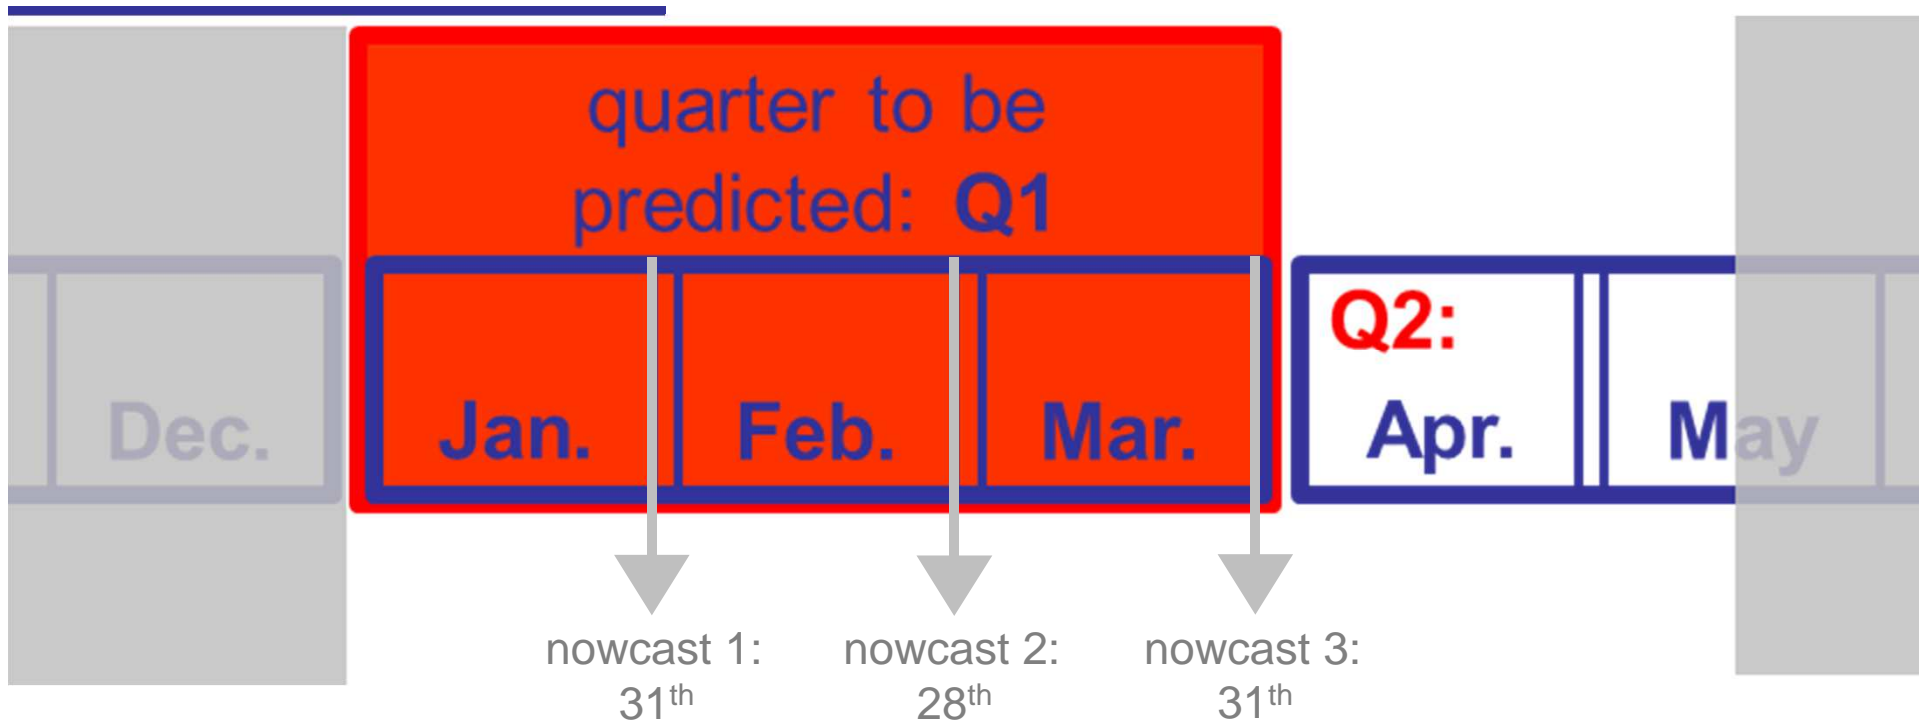 quarter to be
predicted: Q1
Q2:
Dec. Jan. Feb. Mar. Apr. May
nowcast 1: nowcast 2: nowcast 3:
31th 28th 31th